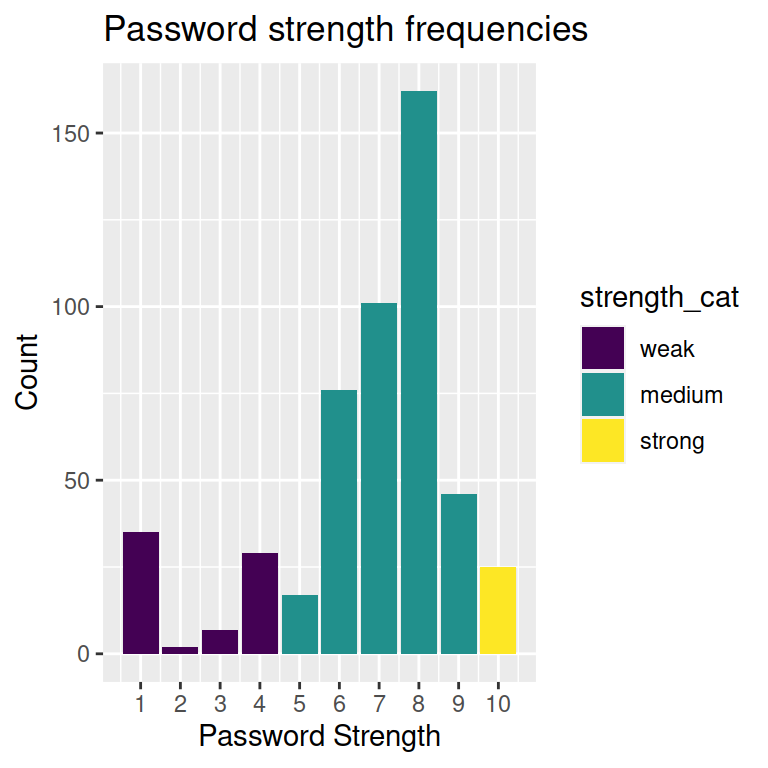 Password strength frequencies
150
100
50
0
Count
1 2 3 4 5 6 7 8 9 10
Password Strength
strength_cat
weak
medium
strong